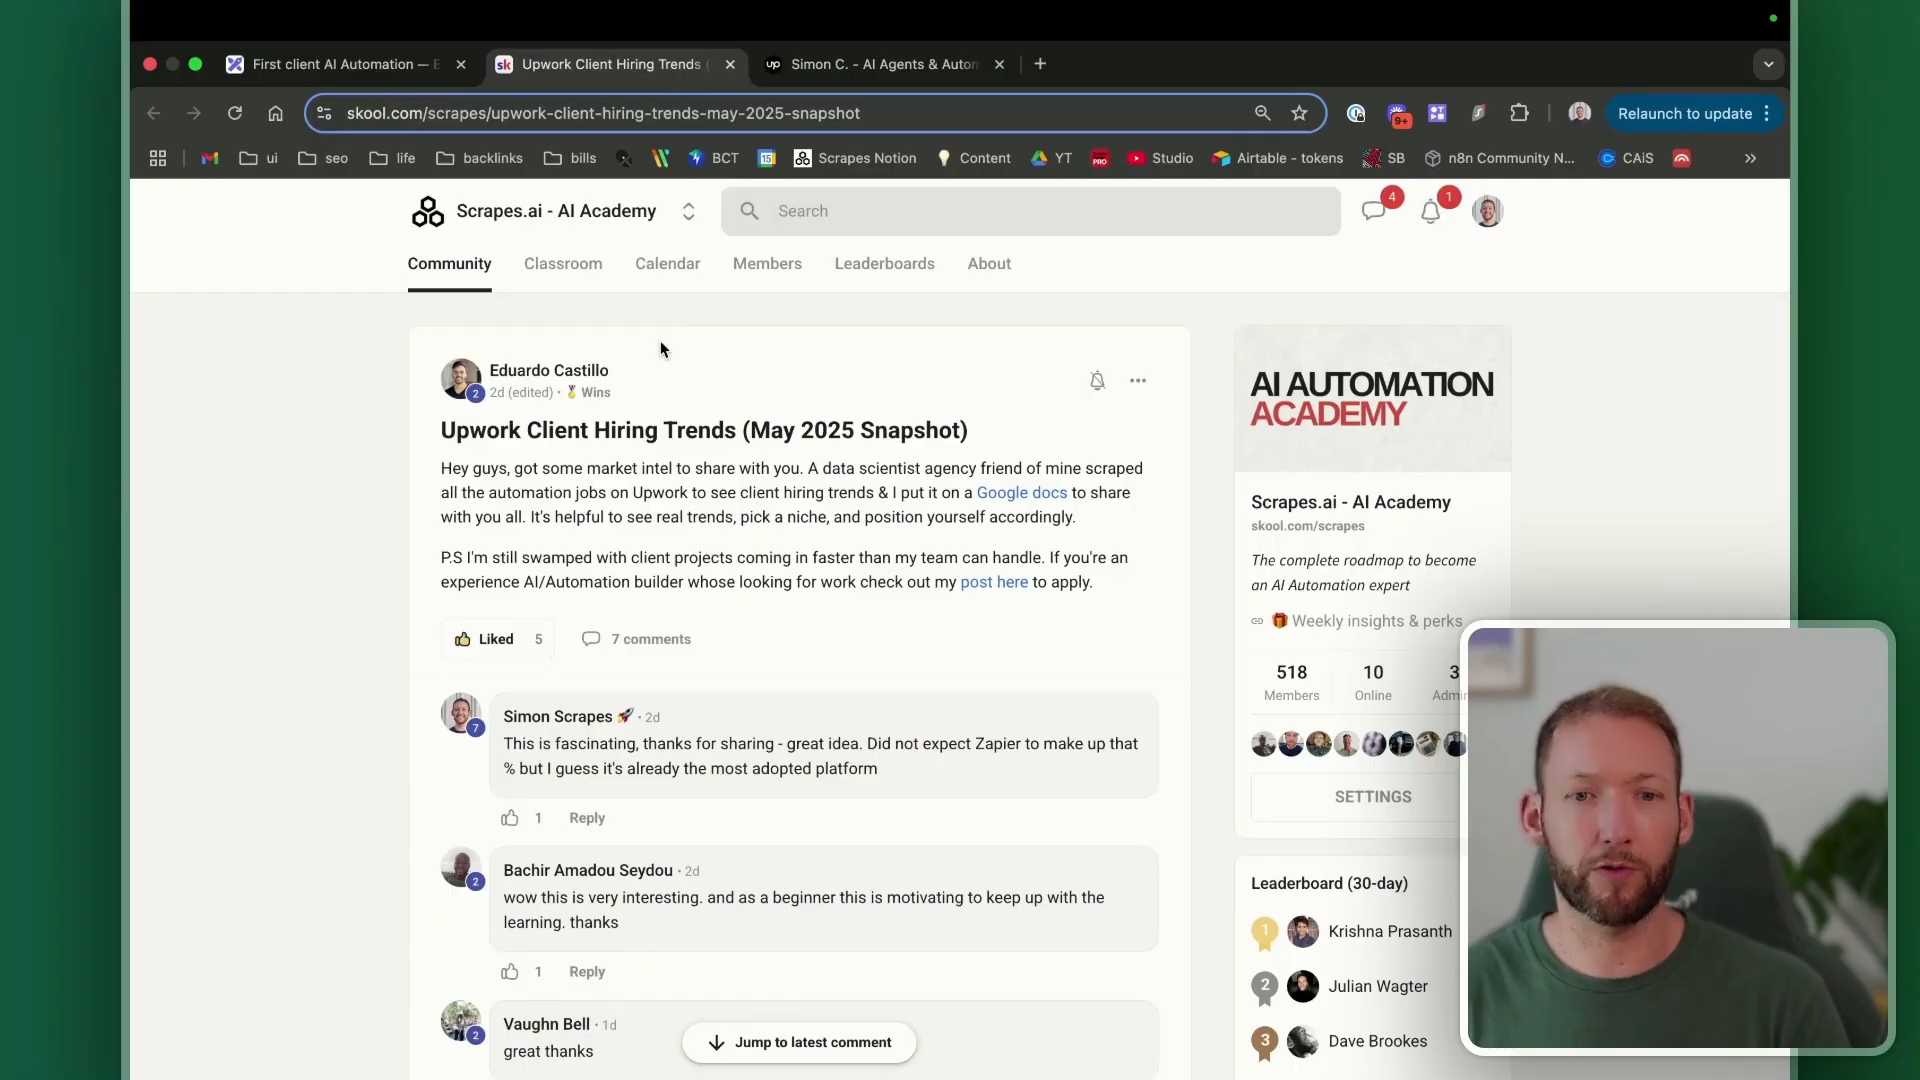 First client AI Automation — E
sk
Upwork Client Hiring Trends (
up
Simon C. - AI Agents & Autom
skool.com/scrapes/upwork-client-hiring-trends-may-2025-snapshot
9+
Relaunch to update
ui
seo
life
backlinks
bills
BCT
15
Scrapes Notion
Content
YT
PRO
Studio
Airtable - tokens
SB
n8n Community N...
CAiS
Scrapes.ai - AI Academy
Search
4
1
Community
Classroom
Calendar
Members
Leaderboards
About
2
Eduardo Castillo
2d (edited) • 🏅 Wins
Upwork Client Hiring Trends (May 2025 Snapshot)
Hey guys, got some market intel to share with you. A data scientist agency friend of mine scraped
all the automation jobs on Upwork to see client hiring trends & I put it on a Google docs to share
with you all. It's helpful to see real trends, pick a niche, and position yourself accordingly.
P.S I'm still swamped with client projects coming in faster than my team can handle. If you're an
experience AI/Automation builder whose looking for work check out my post here to apply.
Liked 5
7 comments
7
Simon Scrapes 🚀 • 2d
This is fascinating, thanks for sharing - great idea. Did not expect Zapier to make up that
% but I guess it's already the most adopted platform
1 Reply
2
Bachir Amadou Seydou • 2d
wow this is very interesting. and as a beginner this is motivating to keep up with the
learning. thanks
1 Reply
2
Vaughn Bell • 1d
great thanks
Jump to latest comment
AI AUTOMATION
ACADEMY
Scrapes.ai - AI Academy
skool.com/scrapes
The complete roadmap to become
an AI Automation expert
🎁 Weekly insights & perks
518
Members
10
Online
3
Admin
SETTINGS
Leaderboard (30-day)
1 Krishna Prasanth
2 Julian Wagter
3 Dave Brookes